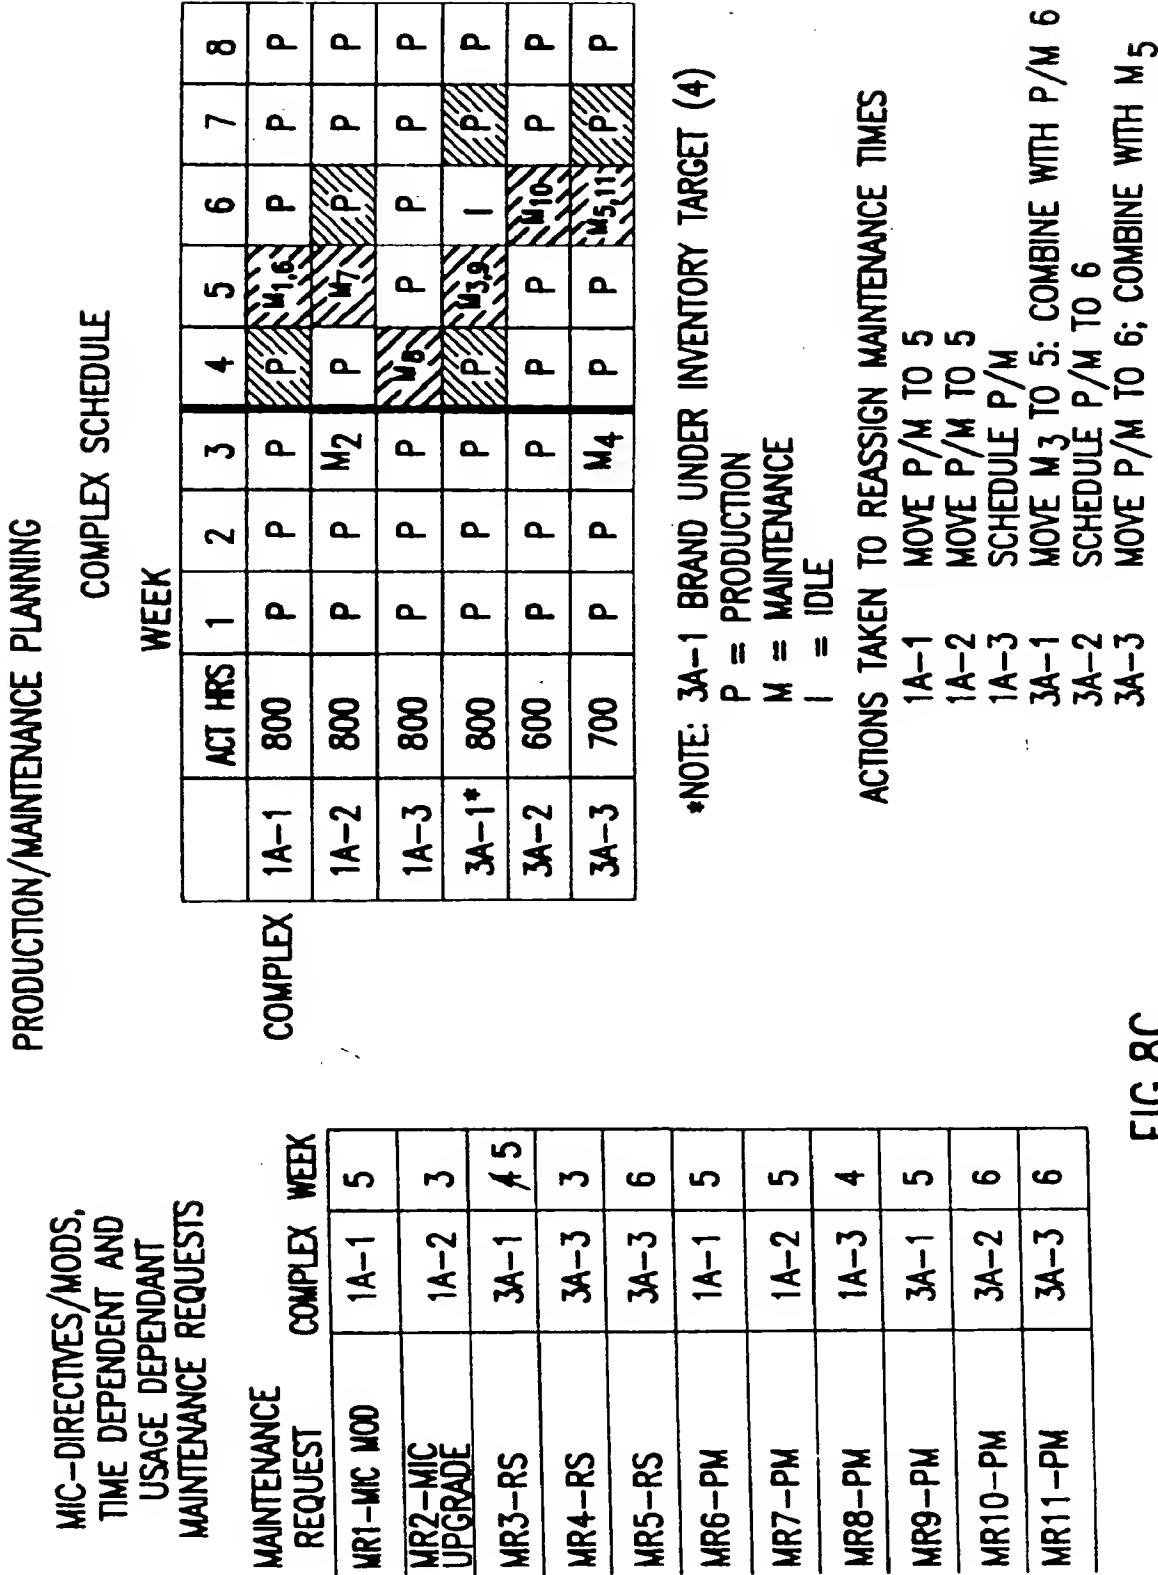 PRODUCTION/MAINTENANCE PLANNING
MIC-DIRECTIVES/MODS,
TIME DEPENDENT AND
USAGE DEPENDANT
MAINTENANCE REQUESTS
MAINTENANCE REQUEST COMPLEX WEEK
MR1-MIC MOD 1A-1 5
MR2-MIC UPGRADE 1A-2 3
MR3-RS 3A-1 4 5
MR4-RS 3A-3 3
MR5-RS 3A-3 6
MR6-PM 1A-1 5
MR7-PM 1A-2 5
MR8-PM 1A-3 4
MR9-PM 3A-1 5
MR10-PM 3A-2 6
MR11-PM 3A-3 6
COMPLEX SCHEDULE
WEEK
ACT HRS 1 2 3 4 5 6 7 8
COMPLEX
1A-1 800 P P P P M1,6 P P P
1A-2 800 P P M2 P M7 P P P
1A-3 800 P P P M8 P P P P
3A-1* 800 P P P P M3,9 I P P
3A-2 600 P P P P P M10 P P
3A-3 700 P P M4 P P M5,11 P P
*NOTE: 3A-1 BRAND UNDER INVENTORY TARGET (4)
P = PRODUCTION
M = MAINTENANCE
I = IDLE
ACTIONS TAKEN TO REASSIGN MAINTENANCE TIMES
1A-1 MOVE P/M TO 5
1A-2 MOVE P/M TO 5
1A-3 SCHEDULE P/M
3A-1 MOVE M3 TO 5: COMBINE WITH P/M 6
3A-2 SCHEDULE P/M TO 6
3A-3 MOVE P/M TO 6; COMBINE WITH M5
FIG. 8C